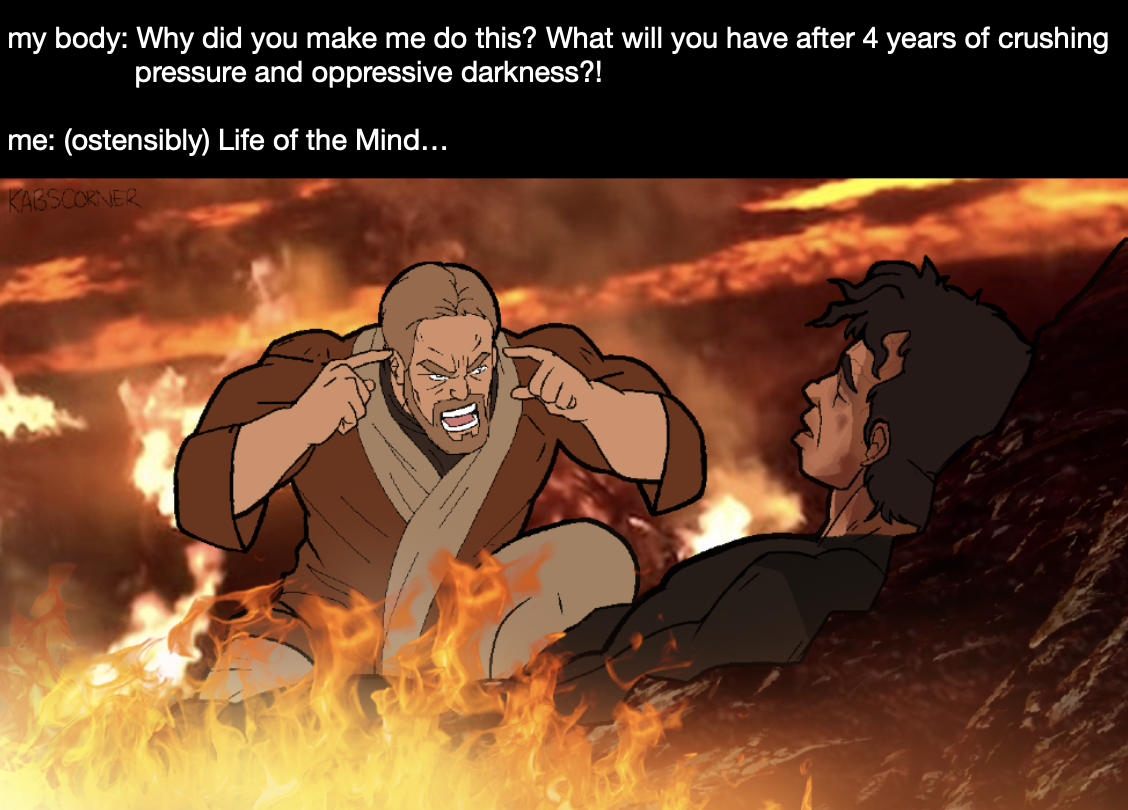 my body: Why did you make me do this? What will you have after 4 years of crushing
pressure and oppressive darkness?!
me: (ostensibly) Life of the Mind…
KABSCORNER